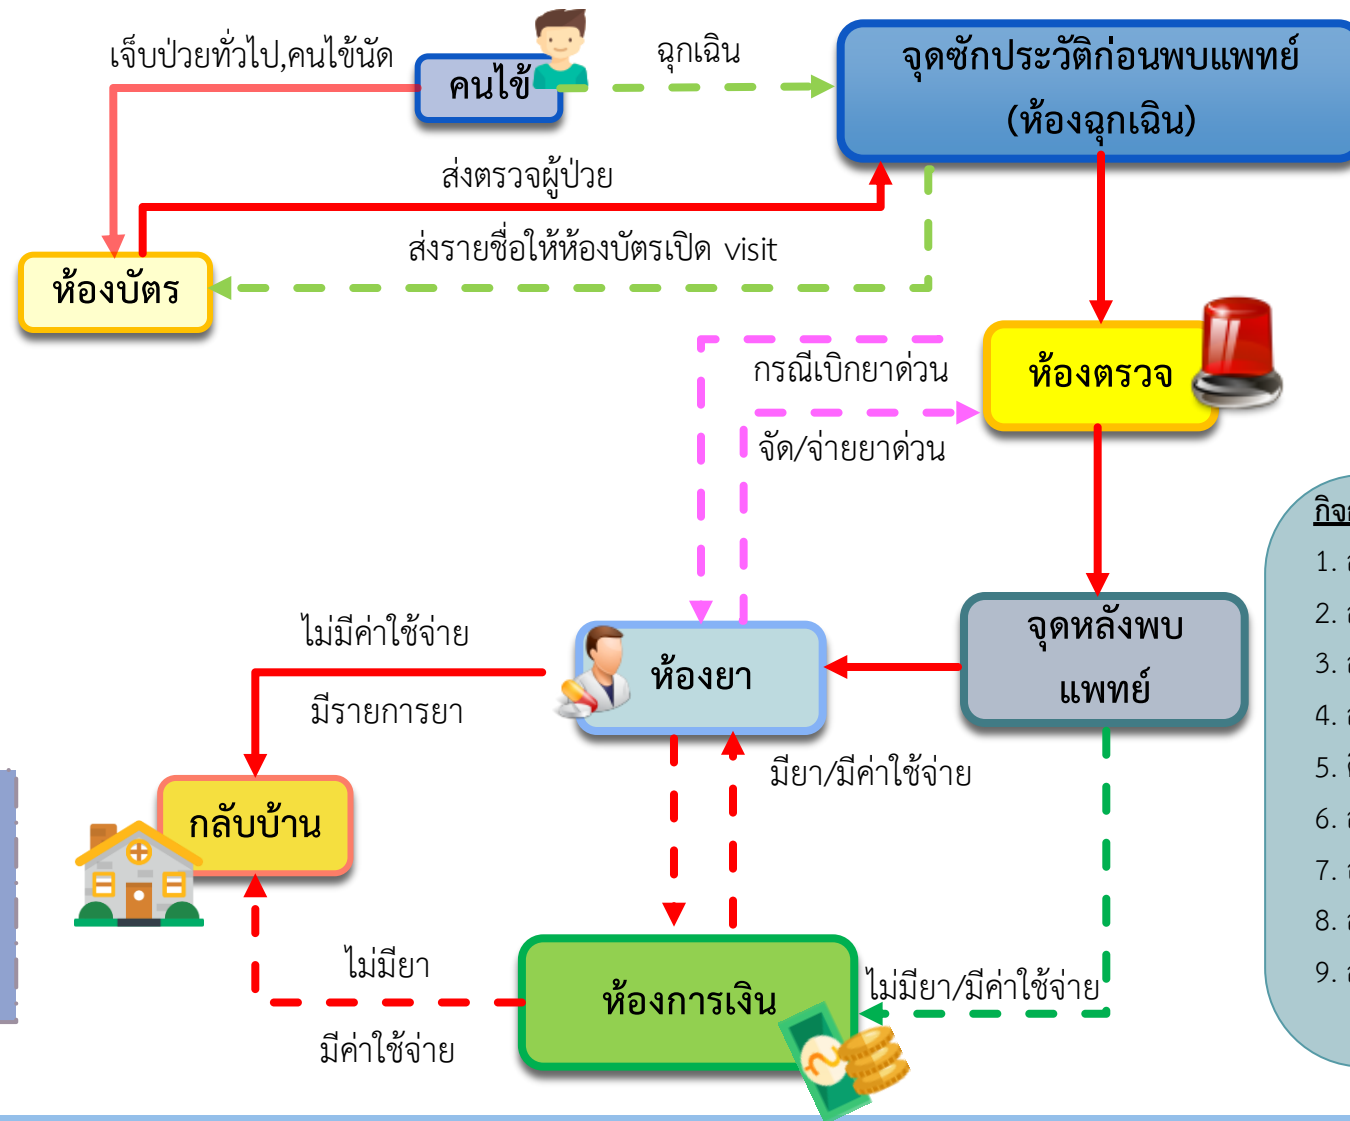 เจ็บป่วยทั่วไป,คนไข้นัด
คนไข้
ฉุกเฉิน
จุดซักประวัติก่อนพบแพทย์
(ห้องฉุกเฉิน)
ส่งตรวจผู้ป่วย
ส่งรายชื่อให้ห้องบัตรเปิด visit
ห้องบัตร
กรณีเบิกยาด่วน
ห้องตรวจ
จัด/จ่ายยาด่วน
จุดหลังพบ
แพทย์
ไม่มีค่าใช้จ่าย
ห้องยา
มีรายการยา
มียา/มีค่าใช้จ่าย
กลับบ้าน
ไม่มียา
ห้องการเงิน
ไม่มียา/มีค่าใช้จ่าย
มีค่าใช้จ่าย
1.
2.
3.
4.
5.
6.
7.
8.
9.